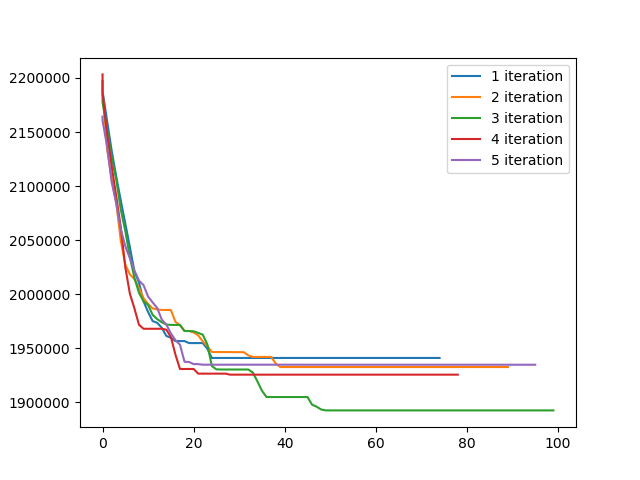 2200000
2150000
2100000
2050000
2000000
1950000
1900000
0 20 40 60 80 100
1 iteration
2 iteration
3 iteration
4 iteration
5 iteration